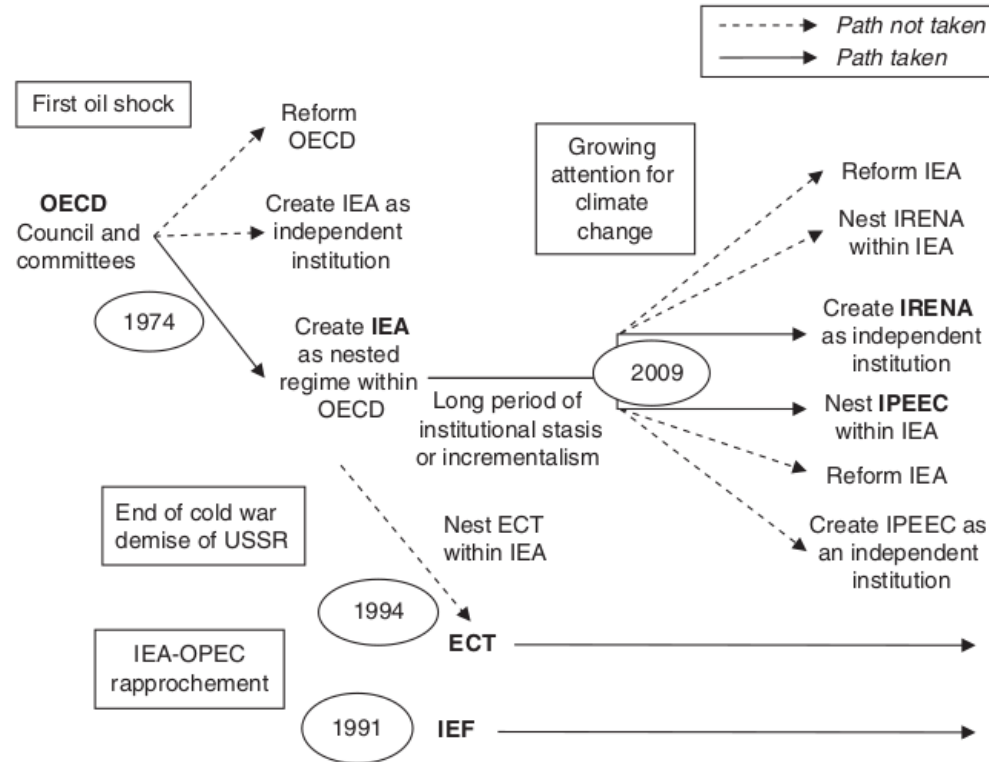 Path not taken
Path taken
First oil shock
Reform
OECD
OECD
Council and
committees
Create IEA as
independent
institution
1974
Create IEA
as nested
regime within
OECD
Long period of
institutional stasis
or incrementalism
Growing
attention for
climate
change
2009
Reform IEA
Nest IRENA
within IEA
Create IRENA
as independent
institution
Nest IPEEC
within IEA
Reform IEA
Create IPEEC as
an independent
institution
End of cold war
demise of USSR
Nest ECT
within IEA
1994
ECT
IEA-OPEC
rapprochement
1991
IEF